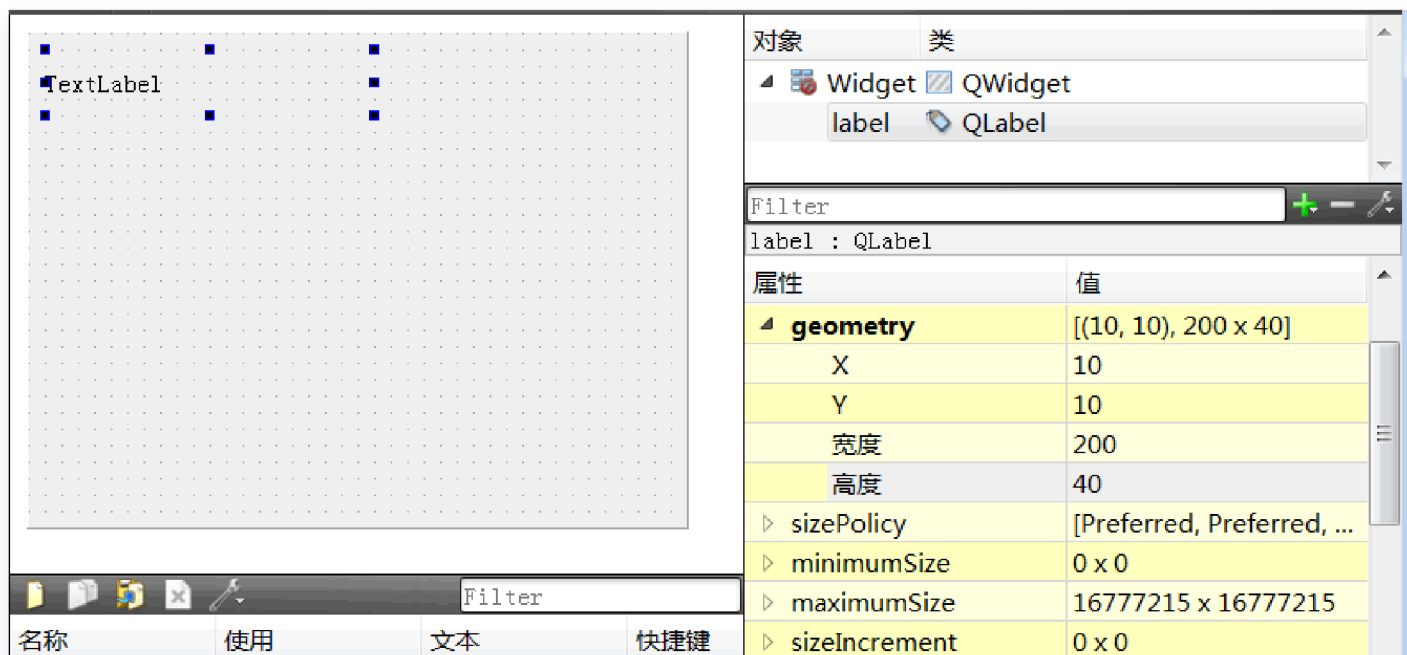 TextLabel
Filter
名称 使用 文本 快捷键
对象 类
Widget QWidget
label QLabel
Filter
label : QLabel
属性 值
geometry [(10, 10), 200 x 40]
X 10
Y 10
宽度 200
高度 40
sizePolicy [Preferred, Preferred, ...
minimumSize 0 x 0
maximumSize 16777215 x 16777215
sizeIncrement 0 x 0